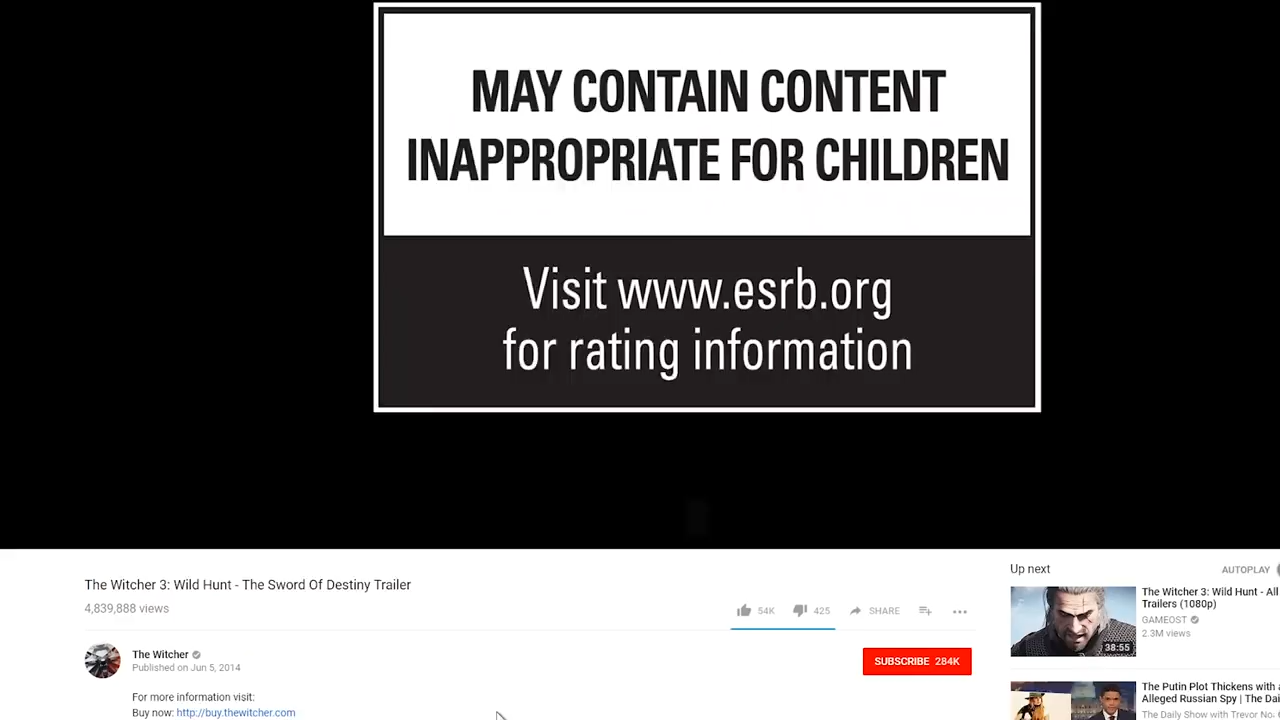 MAY CONTAIN CONTENT
INAPPROPRIATE FOR CHILDREN
Visit www.esrb.org
for rating information
The Witcher 3: Wild Hunt - The Sword Of Destiny Trailer
4,839,888 views
54K
425
SHARE
The Witcher
Published on Jun 5, 2014
SUBSCRIBE 284K
For more information visit:
Buy now: http://buy.thewitcher.com
Up next
AUTOPLAY
The Witcher 3: Wild Hunt - All
Trailers (1080p)
GAMEOST
2.3M views
38:55
The Putin Plot Thickens with a
Alleged Russian Spy | The Dai
The Daily Show with Trevor No